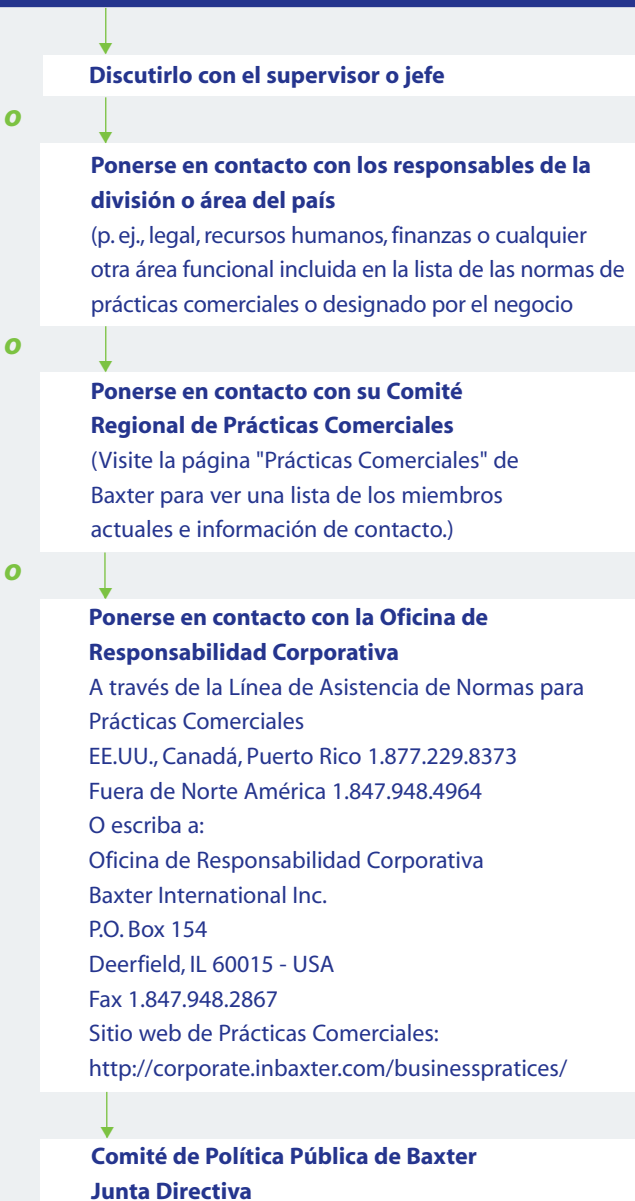 Discutirlo con el supervisor o jefe
o
Ponerse en contacto con los responsables de la
división o área del país
(p. ej., legal, recursos humanos, finanzas o cualquier
otra área funcional incluida en la lista de las normas de
prácticas comerciales o designado por el negocio
o
Ponerse en contacto con su Comité
Regional de Prácticas Comerciales
(Visite la página "Prácticas Comerciales" de
Baxter para ver una lista de los miembros
actuales e información de contacto.)
o
Ponerse en contacto con la Oficina de
Responsabilidad Corporativa
A través de la Línea de Asistencia de Normas para
Prácticas Comerciales
EE.UU., Canadá, Puerto Rico 1.877.229.8373
Fuera de Norte América 1.847.948.4964
O escriba a:
Oficina de Responsabilidad Corporativa
Baxter International Inc.
P.O. Box 154
Deerfield, IL 60015 - USA
Fax 1.847.948.2867
Sitio web de Prácticas Comerciales:
http://corporate.inbaxter.com/businesspratices/
Comité de Política Pública de Baxter
Junta Directiva